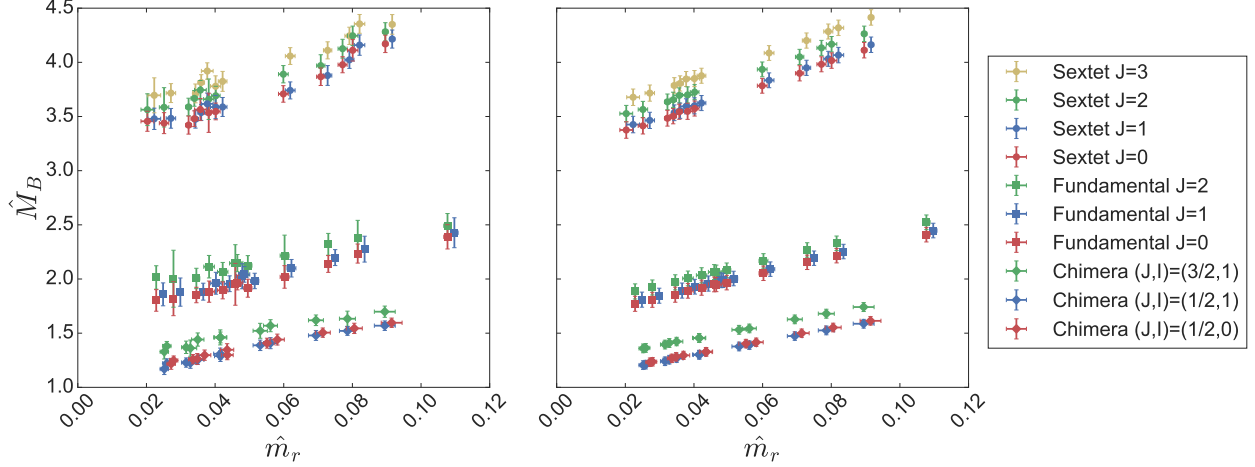 4.5
4.0
3.5
3.0
2.5
2.0
1.5
1.0
M̂_B
0.00 0.02 0.04 0.06 0.08 0.10 0.12
m̂_r
0.00 0.02 0.04 0.06 0.08 0.10 0.12
m̂_r
Sextet J=3
Sextet J=2
Sextet J=1
Sextet J=0
Fundamental J=2
Fundamental J=1
Fundamental J=0
Chimera (J,I)=(3/2,1)
Chimera (J,I)=(1/2,1)
Chimera (J,I)=(1/2,0)